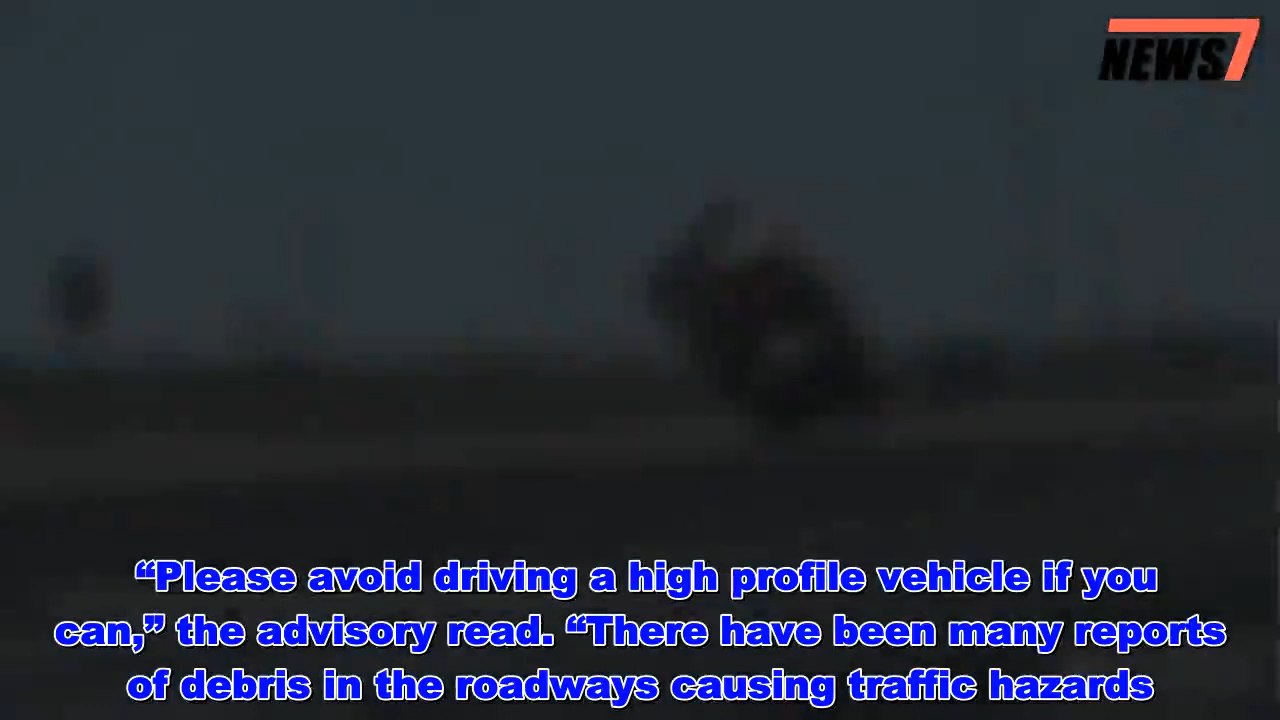 NEWS7
“Please avoid driving a high profile vehicle if you
can,” the advisory read. “There have been many reports
of debris in the roadways causing traffic hazards